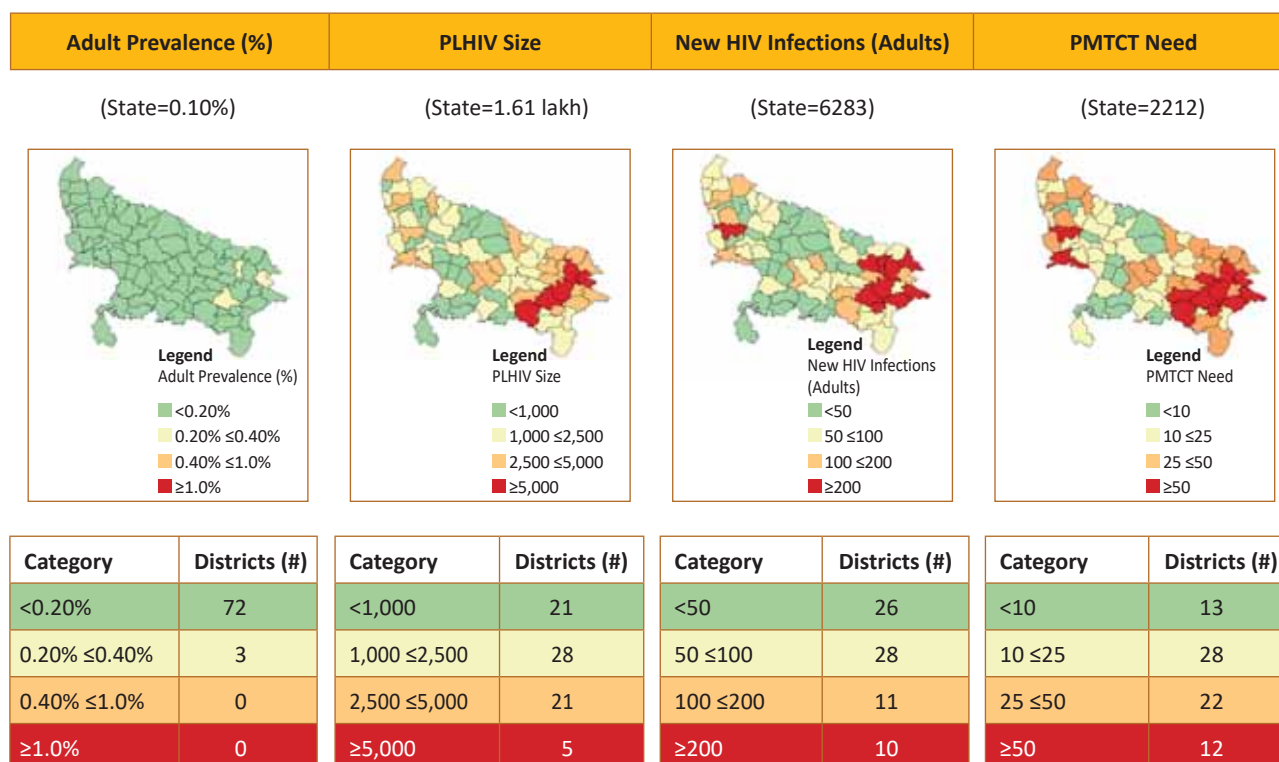 Adult Prevalence (%)
PLHIV Size
New HIV Infections (Adults)
PMTCT Need
(State=0.10%)
(State=1.61 lakh)
(State=6283)
(State=2212)
Legend
Adult Prevalence (%)
<0.20%
0.20% ≤0.40%
0.40% ≤1.0%
≥1.0%
Legend
PLHIV Size
<1,000
1,000 ≤2,500
2,500 ≤5,000
≥5,000
Legend
New HIV Infections
(Adults)
<50
50 ≤100
100 ≤200
≥200
Legend
PMTCT Need
<10
10 ≤25
25 ≤50
≥50
Category Districts (#)
<0.20% 72
0.20% ≤0.40% 3
0.40% ≤1.0% 0
≥1.0% 0
Category Districts (#)
<1,000 21
1,000 ≤2,500 28
2,500 ≤5,000 21
≥5,000 5
Category Districts (#)
<50 26
50 ≤100 28
100 ≤200 11
≥200 10
Category Districts (#)
<10 13
10 ≤25 28
25 ≤50 22
≥50 12